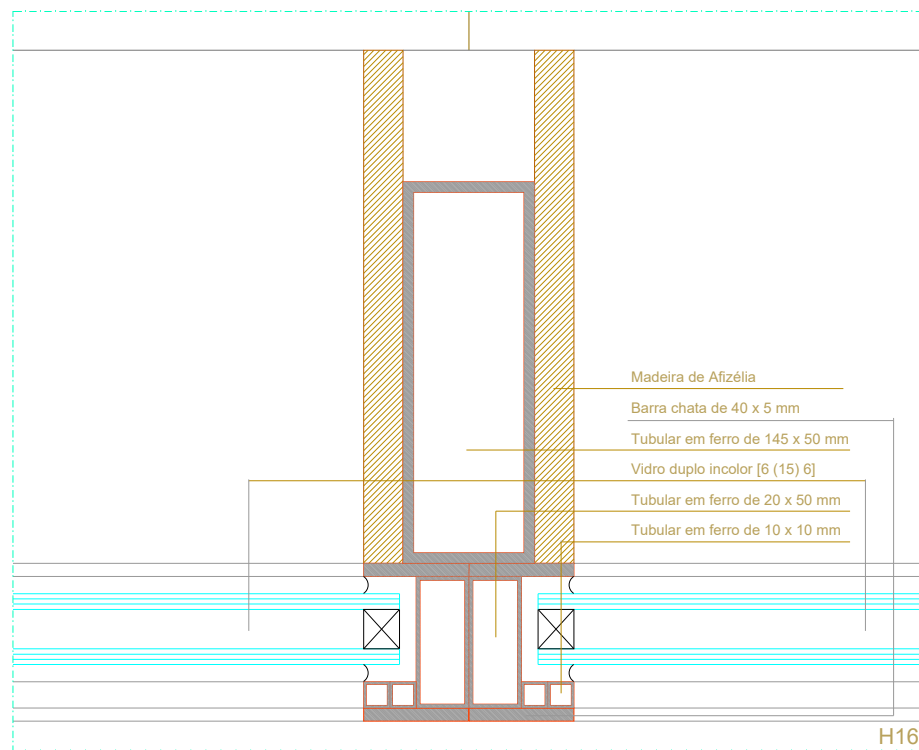 Madeira de Afizélia
Barra chata de 40 x 5 mm
Tubular em ferro de 145 x 50 mm
Vidro duplo incolor [6 (15) 6]
Tubular em ferro de 20 x 50 mm
Tubular em ferro de 10 x 10 mm
H16